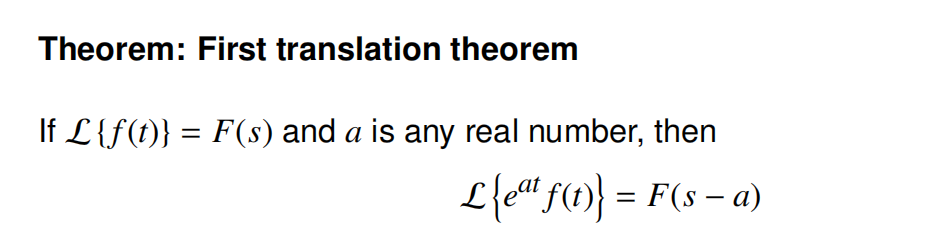 Theorem: First translation theorem
If ℒ{f(t)} = F(s) and a is any real number, then
ℒ{e^{at} f(t)} = F(s − a)